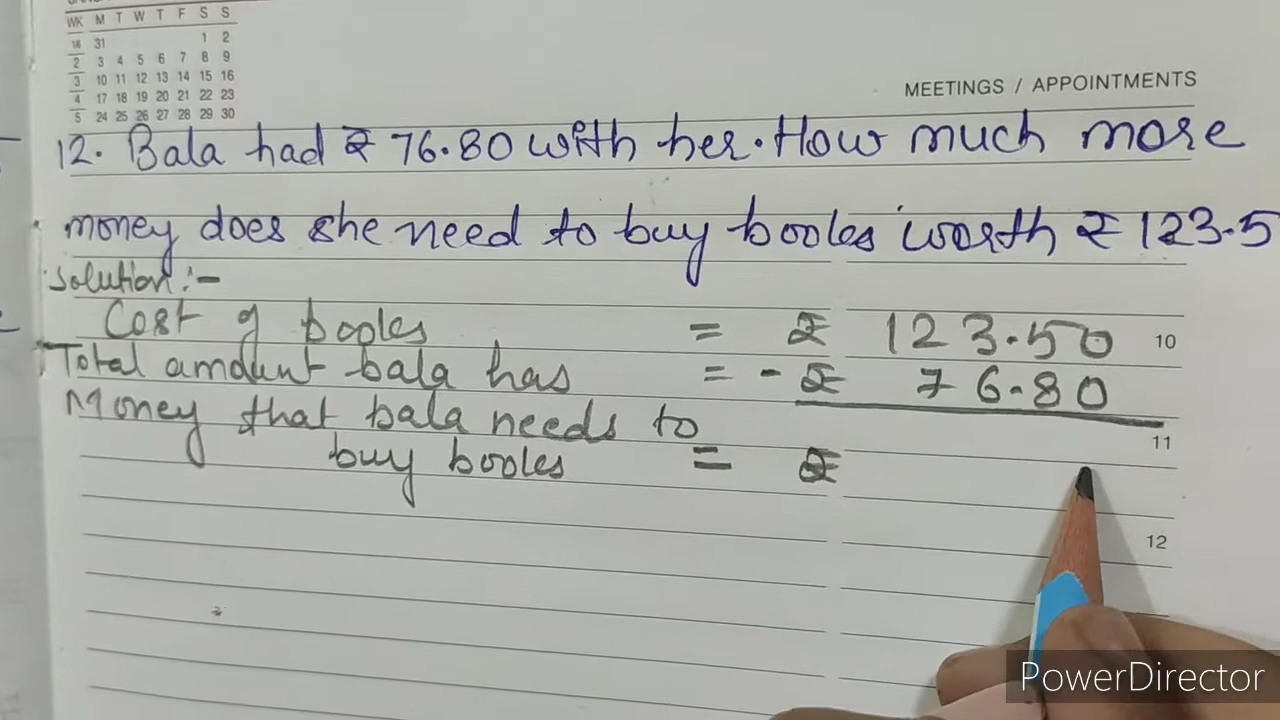 WK M T W T F S S
31 1 2
2 3 4 5 6 7 8 9
3 10 11 12 13 14 15 16
4 17 18 19 20 21 22 23
5 24 25 26 27 28 29 30
MEETINGS / APPOINTMENTS
12. Bala had ₹ 76.80 with her. How much more
money does she need to buy books worth ₹ 123.5
Solution :-
Cost of books = ₹ 123.50
10
Total amount bala has = - ₹ 76.80
Money that bala needs to
11
buy books = ₹
12
PowerDirector